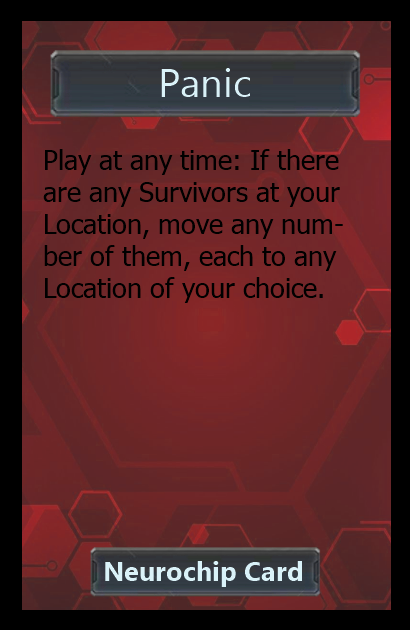 Panic
Play at any time: If there
are any Survivors at your
Location, move any num-
ber of them, each to any
Location of your choice.
Neurochip Card